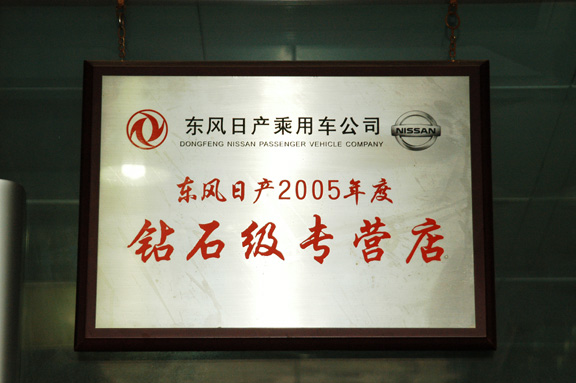 东风日产乘用车公司
DONGFENG NISSAN PASSENGER VEHICLE COMPANY
NISSAN
东风日产2005年度
钻石级专营店